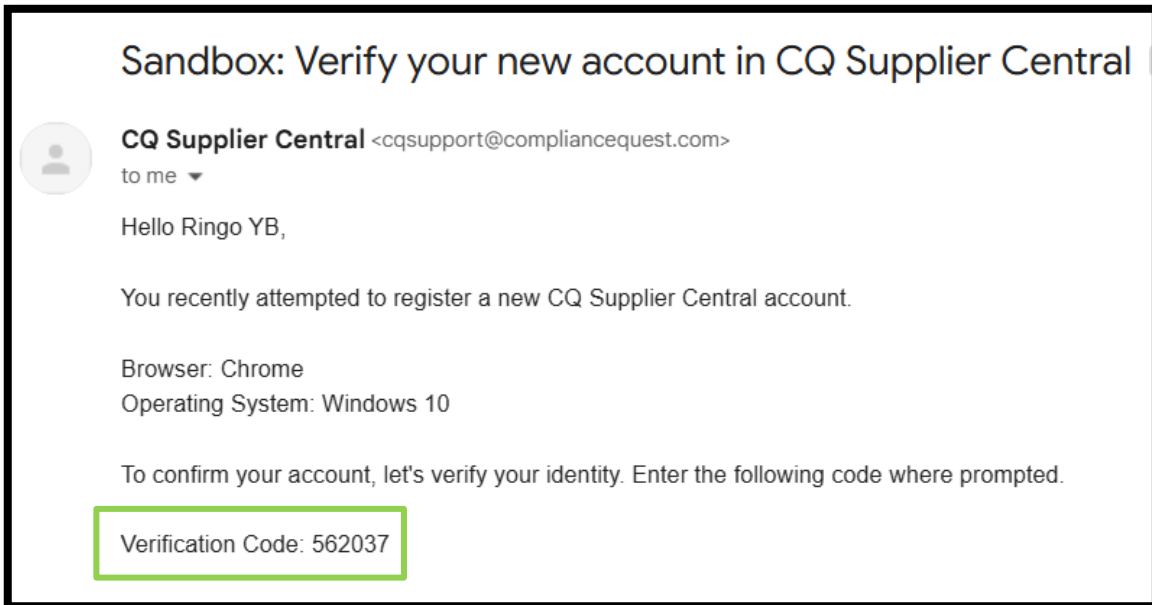 Sandbox: Verify your new account in CQ Supplier Central
CQ Supplier Central <cqsupport@compliancequest.com>
to me
Hello Ringo YB,
You recently attempted to register a new CQ Supplier Central account.
Browser: Chrome
Operating System: Windows 10
To confirm your account, let's verify your identity. Enter the following code where prompted.
Verification Code: 562037